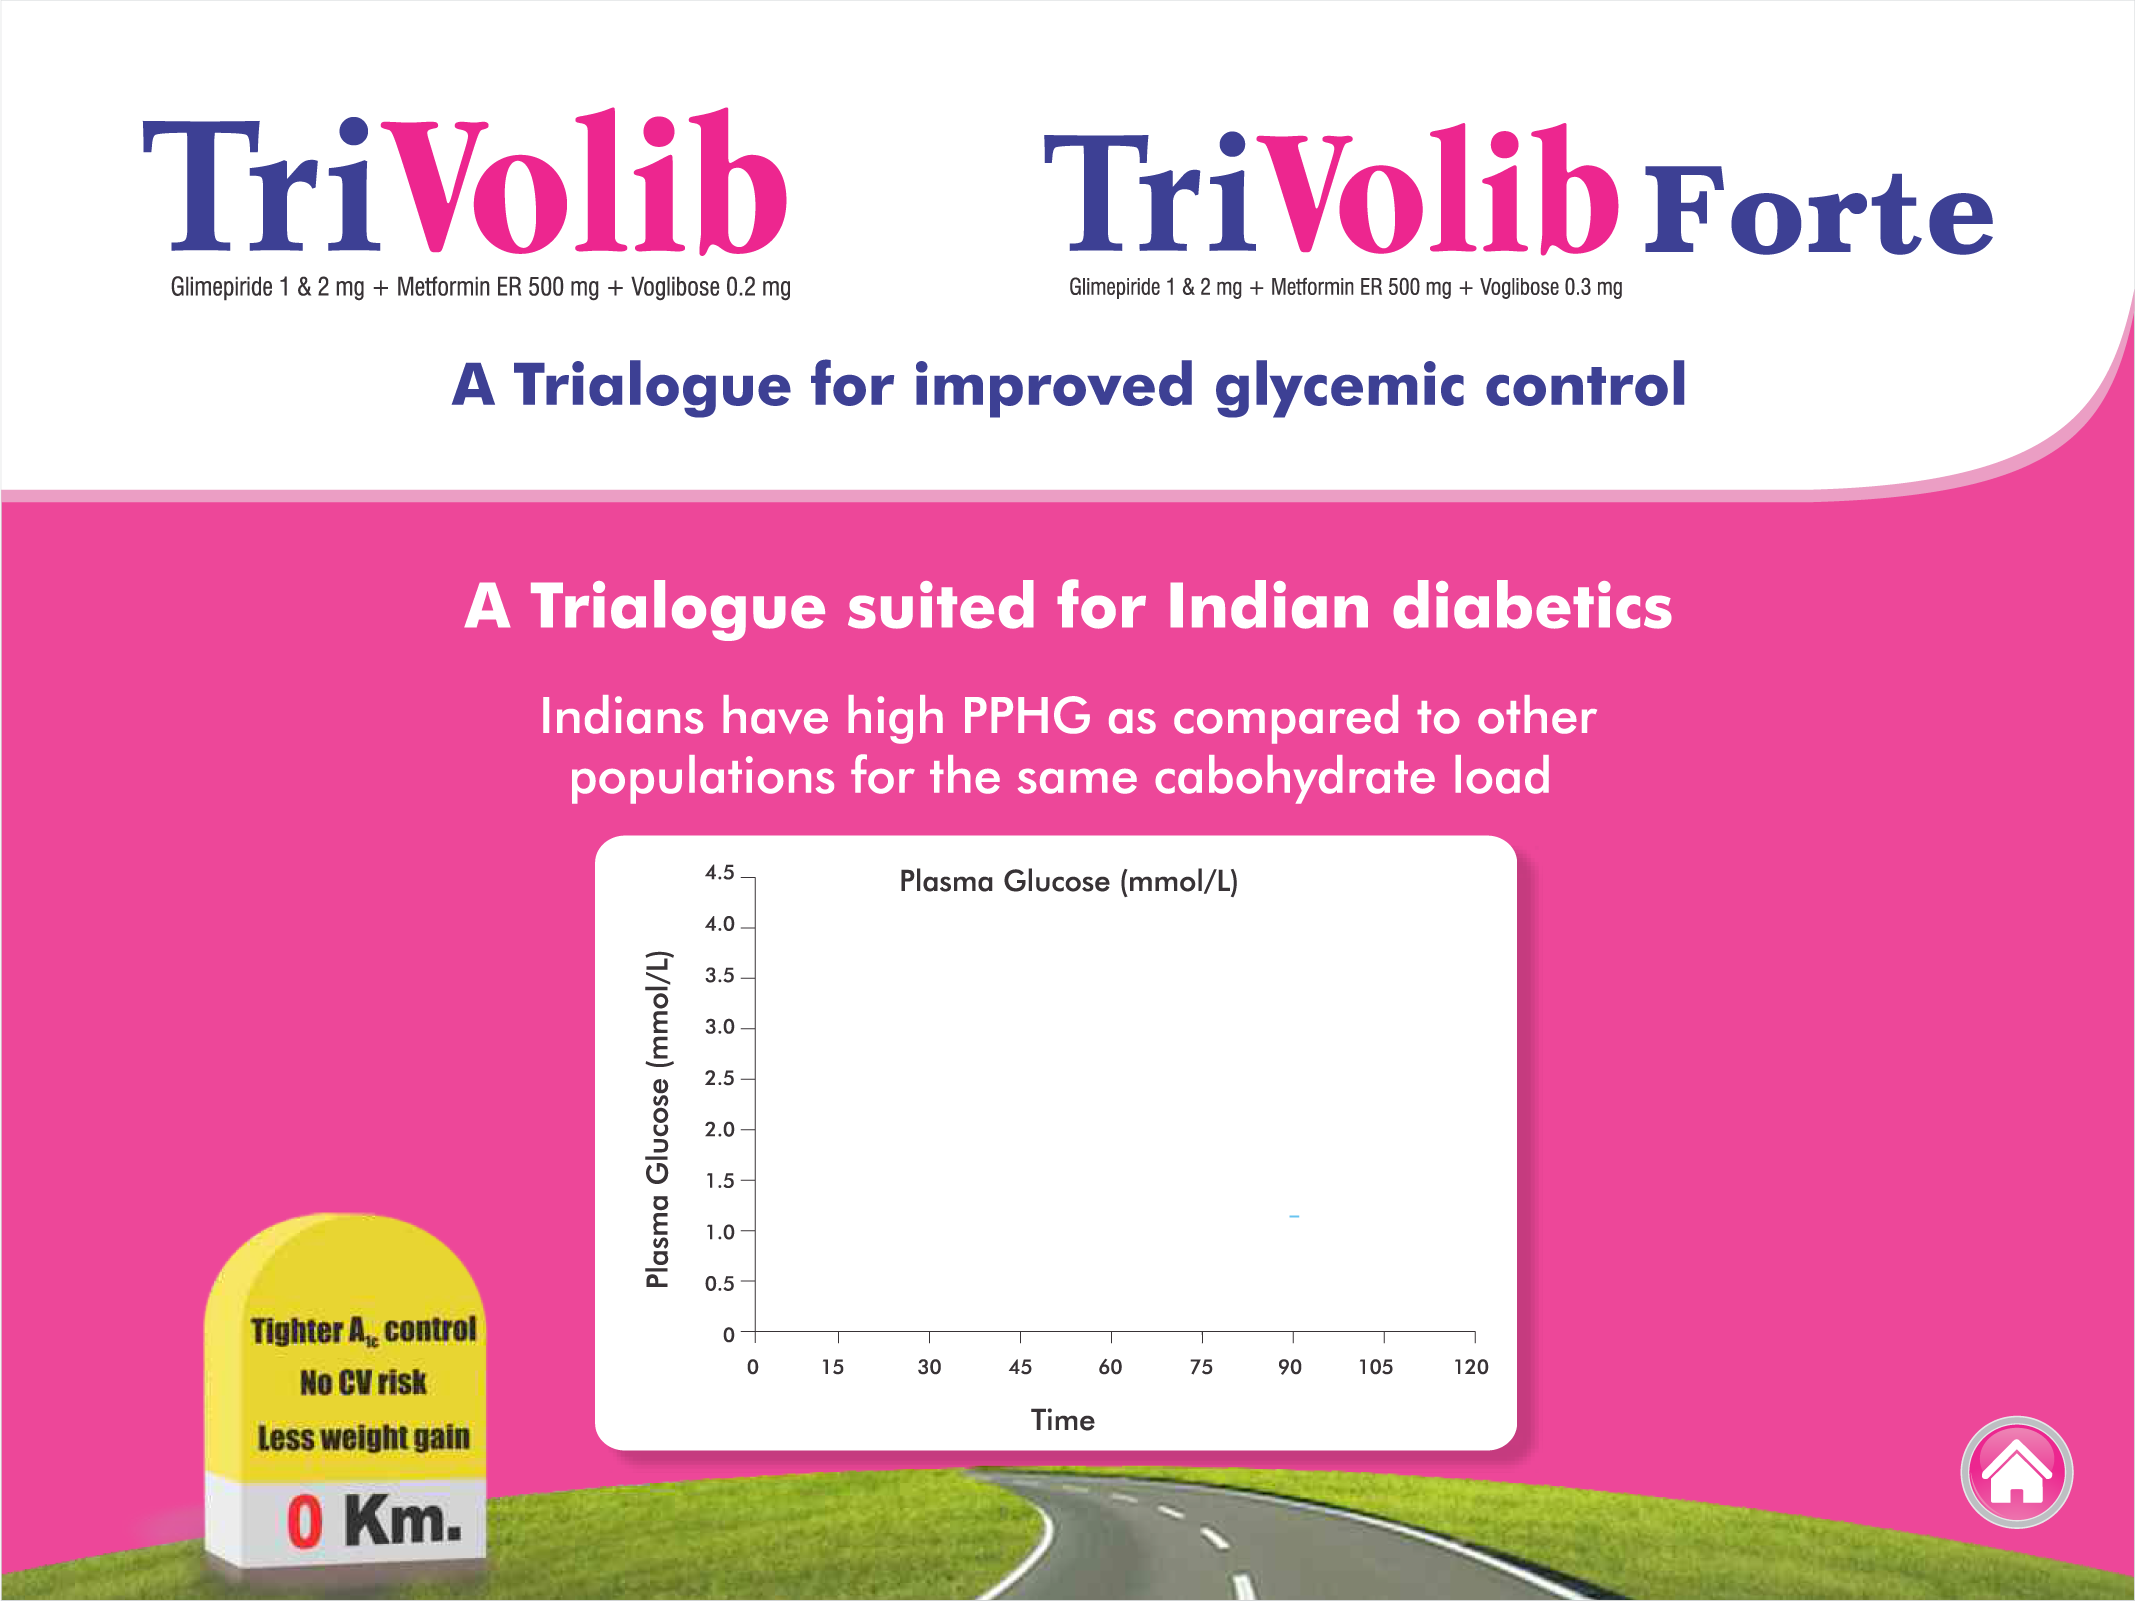 TriVolib
Glimepiride 1 & 2 mg + Metformin ER 500 mg + Voglibose 0.2 mg
TriVolib Forte
Glimepiride 1 & 2 mg + Metformin ER 500 mg + Voglibose 0.3 mg
A Trialogue for improved glycemic control
A Trialogue suited for Indian diabetics
Indians have high PPHG as compared to other
populations for the same cabohydrate load
Plasma Glucose (mmol/L)
Plasma Glucose (mmol/L)
4.5
4.0
3.5
3.0
2.5
2.0
1.5
1.0
0.5
0
0 15 30 45 60 75 90 105 120
Time
Tighter A1c control
No CV risk
Less weight gain
0 Km.